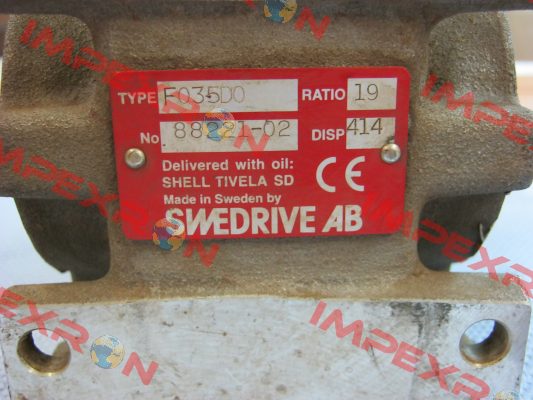 TYPE F035D0 RATIO 19
No. 88221-02 DISP 414
Delivered with oil:
SHELL TIVELA SD
CE
Made in Sweden by
SWEDRIVE AB
IMPEXRON
IMPEXRON
IMPEXRON
IMPEXRON
IMPEXRON